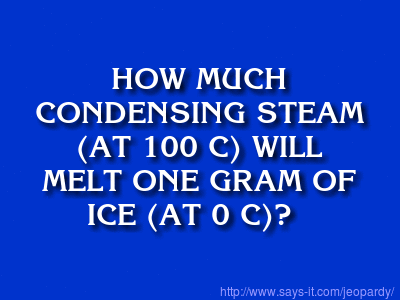 HOW MUCH
CONDENSING STEAM
(AT 100 C) WILL
MELT ONE GRAM OF
ICE (AT 0 C)?
http://www.says-it.com/jeopardy/